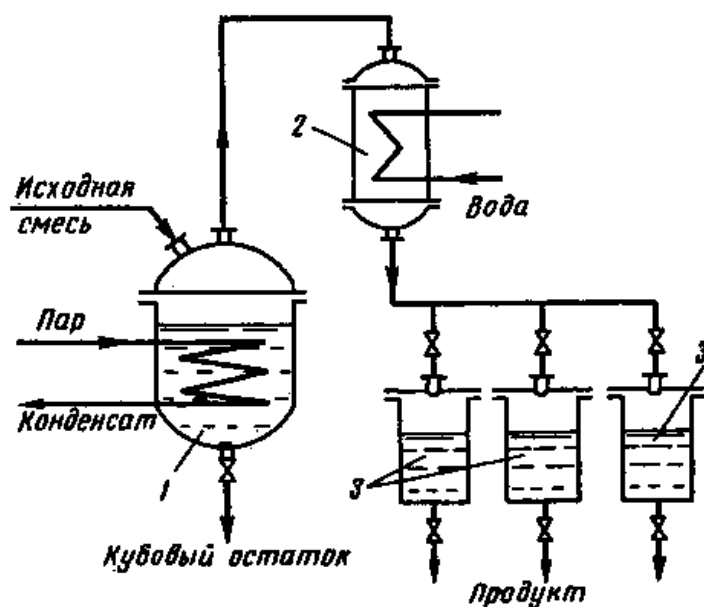 2
Исходная
смесь
Вода
Пар
3
Конденсат
1
3
Кубовый остаток
Продукт